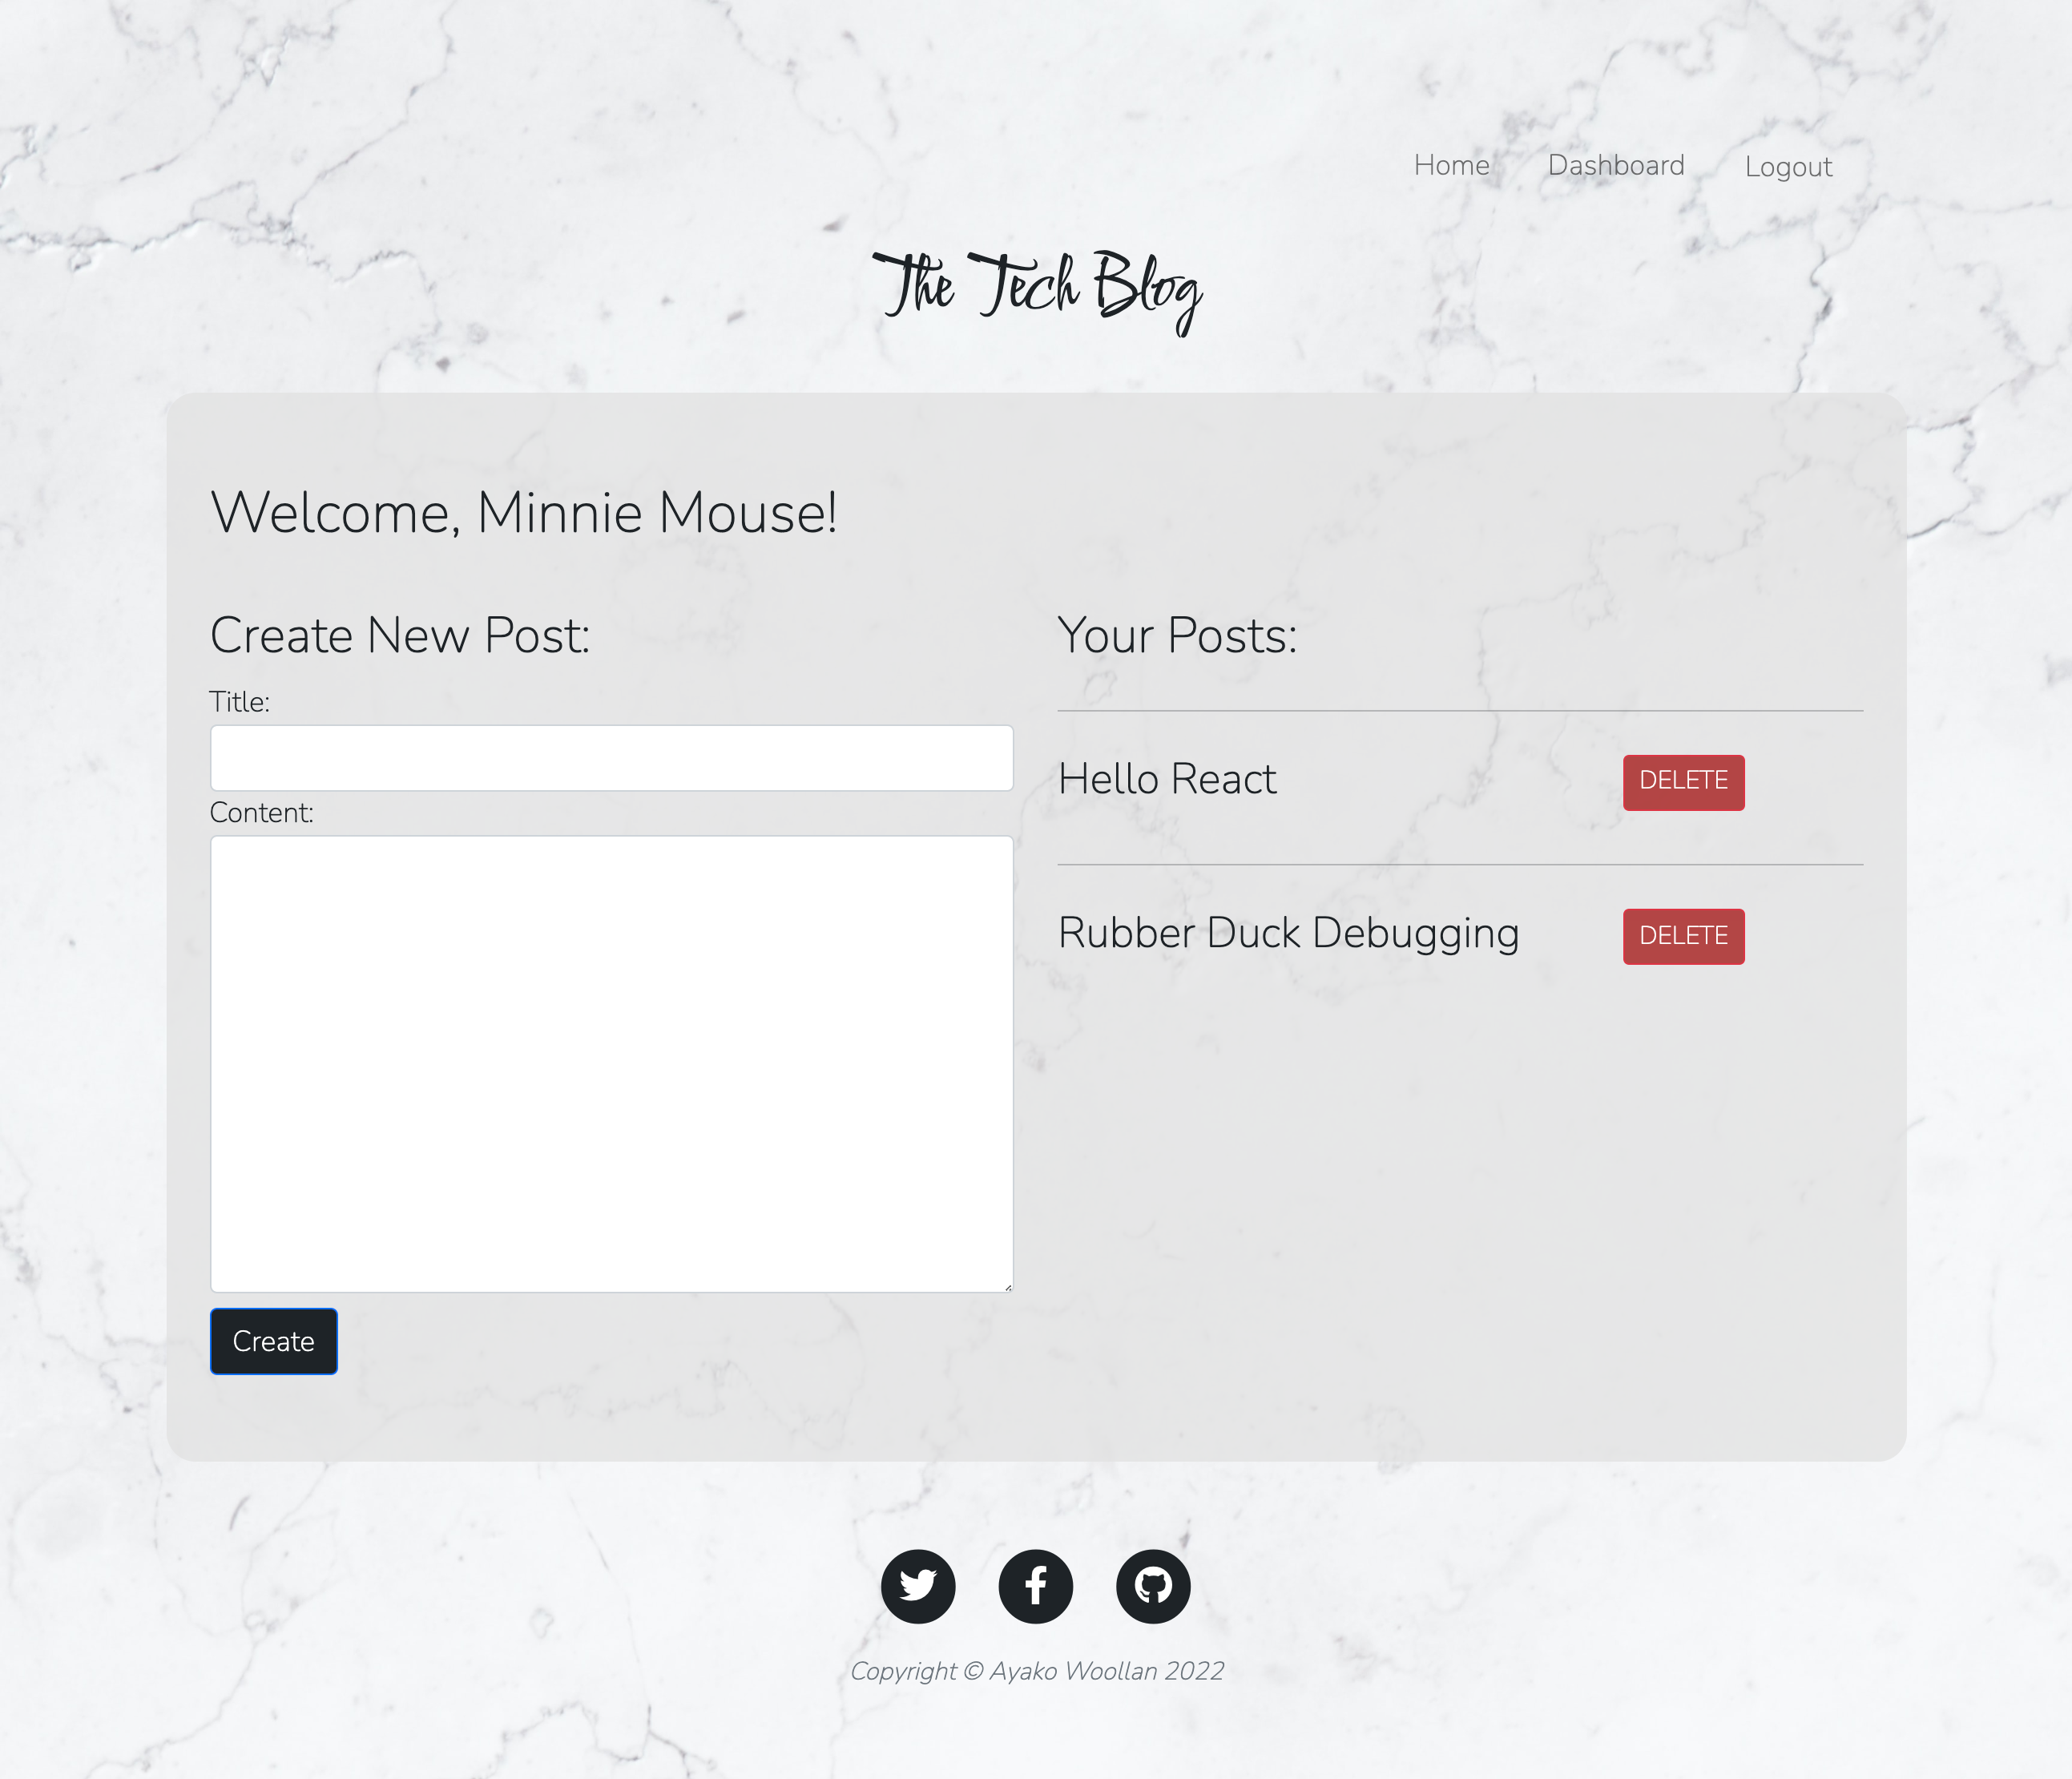 Home Dashboard Logout
The Tech Blog
Welcome, Minnie Mouse!
Create New Post:
Title:
Content:
Create
Your Posts:
Hello React DELETE
Rubber Duck Debugging DELETE
Copyright © Ayako Woollan 2022